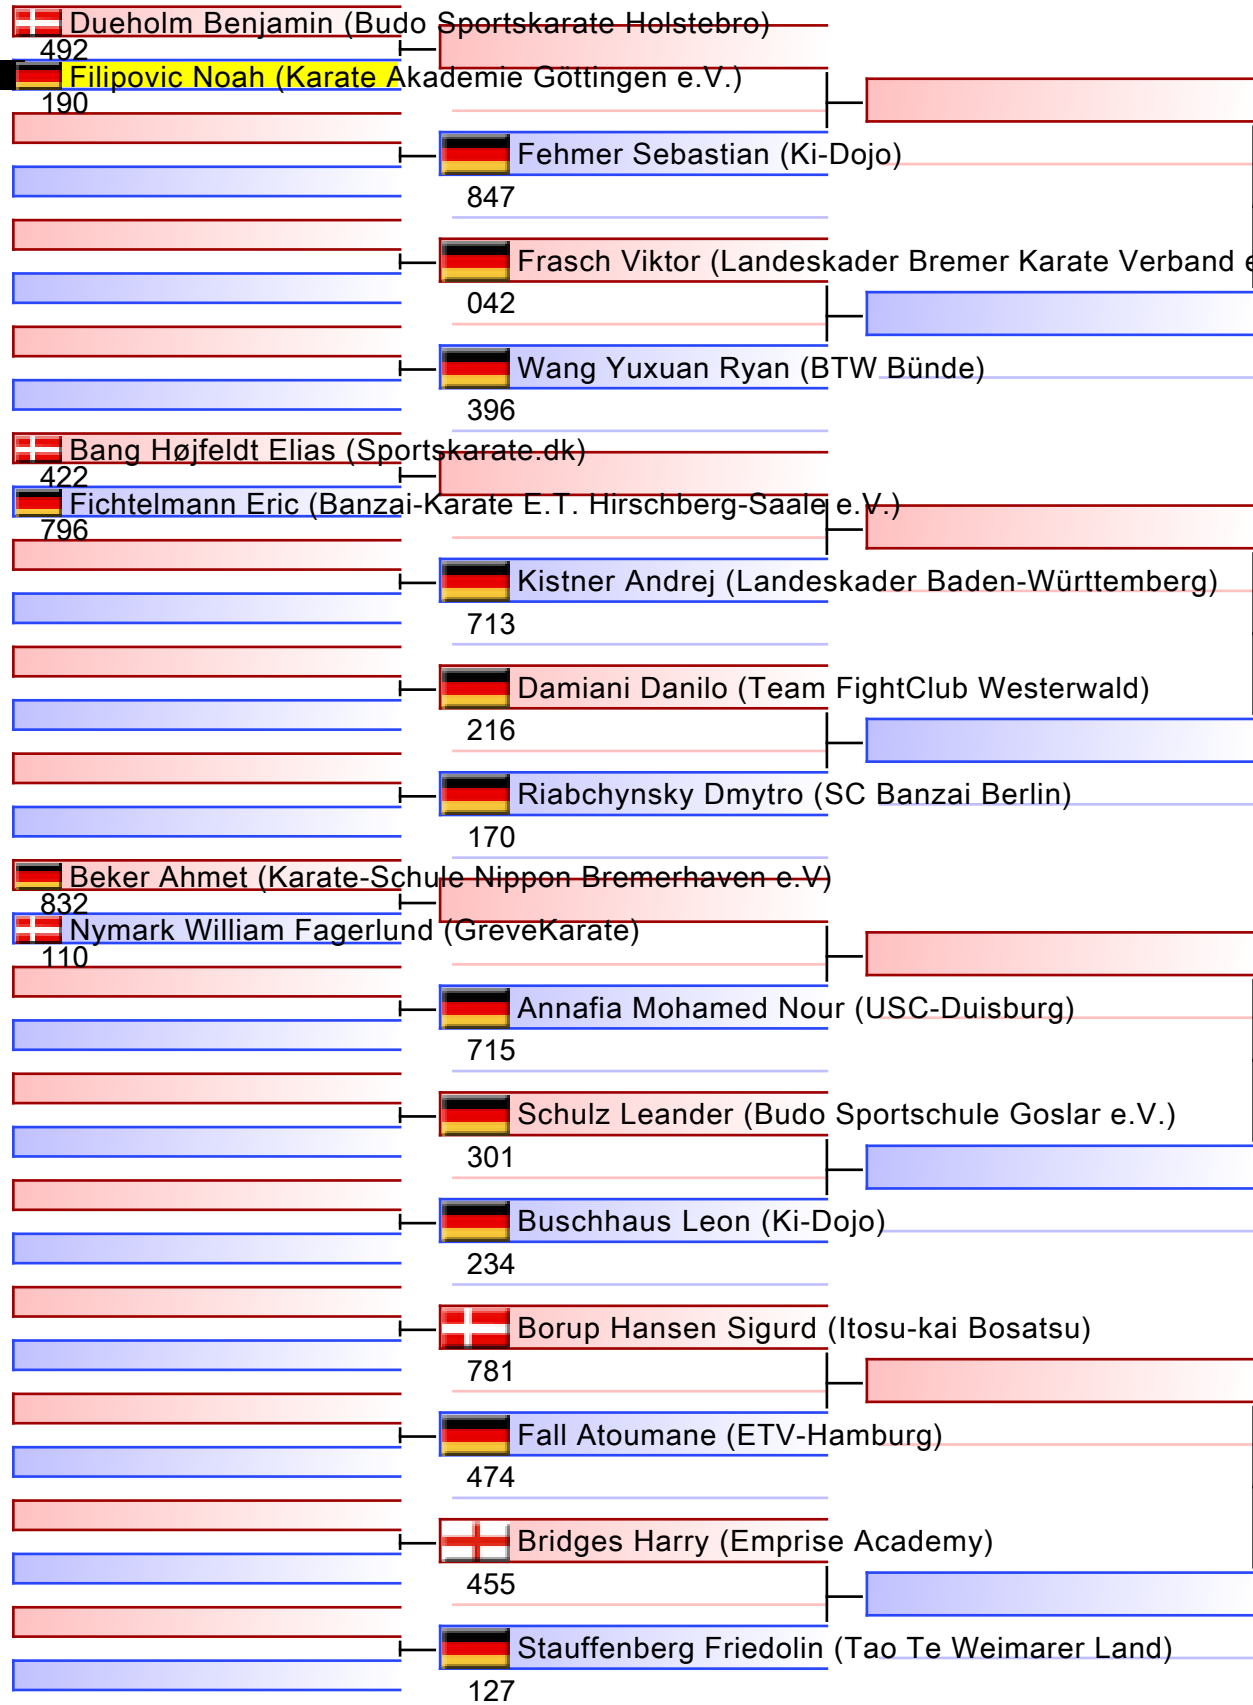 Dueholm Benjamin (Budo Sportskarate Holstebro)
492
Filipovic Noah (Karate Akademie Göttingen e.V.)
190
Fehmer Sebastian (Ki-Dojo)
847
Frasch Viktor (Landeskader Bremer Karate Verband e
042
Wang Yuxuan Ryan (BTW Bünde)
396
Bang Højfeldt Elias (Sportskarate.dk)
422
Fichtelmann Eric (Banzai-Karate E.T. Hirschberg-Saale e.V.)
796
Kistner Andrej (Landeskader Baden-Württemberg)
713
Damiani Danilo (Team FightClub Westerwald)
216
Riabchynsky Dmytro (SC Banzai Berlin)
170
Beker Ahmet (Karate-Schule Nippon Bremerhaven e.V)
832
Nymark William Fagerlund (GreveKarate)
110
Annafia Mohamed Nour (USC-Duisburg)
715
Schulz Leander (Budo Sportschule Goslar e.V.)
301
Buschhaus Leon (Ki-Dojo)
234
Borup Hansen Sigurd (Itosu-kai Bosatsu)
781
Fall Atoumane (ETV-Hamburg)
474
Bridges Harry (Emprise Academy)
455
Stauffenberg Friedolin (Tao Te Weimarer Land)
127